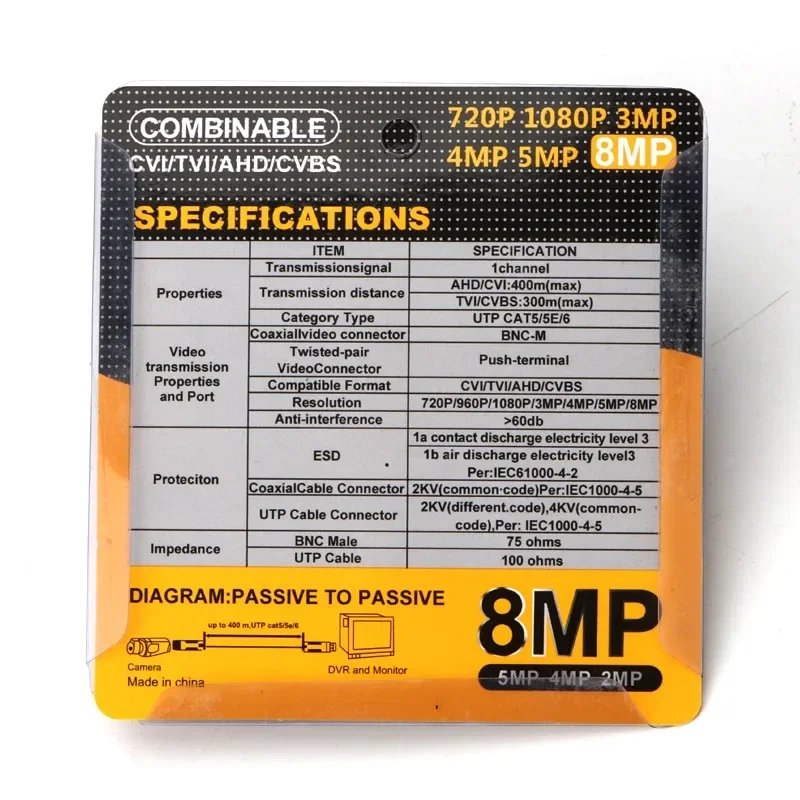 COMBINABLE
CVI/TVI/AHD/CVBS
720P 1080P 3MP
4MP 5MP 8MP
SPECIFICATIONS
ITEM SPECIFICATION
Properties
Transmissionsignal 1channel
Transmission distance AHD/CVI:400m(max)
TVI/CVBS:300m(max)
Category Type UTP CAT5/5E/6
Video
transmission
Properties
and Port
Coaxiallvideo connector BNC-M
Twisted-pair
VideoConnector
Push-terminal
Compatible Format CVI/TVI/AHD/CVBS
Resolution 720P/960P/1080P/3MP/4MP/5MP/8MP
Anti-interference >60db
Proteciton
ESD
1a contact discharge electricity level 3
1b air discharge electricity level3
Per:IEC61000-4-2
CoaxialCable Connector 2KV(common·code)Per:IEC1000-4-5
UTP Cable Connector
2KV(different.code),4KV(common-
code),Per: IEC1000-4-5
Impedance
BNC Male 75 ohms
UTP Cable 100 ohms
DIAGRAM:PASSIVE TO PASSIVE
up to 400 m,UTP cat5/5e/6
Camera
DVR and Monitor
Made in china
8MP
5MP 4MP 2MP